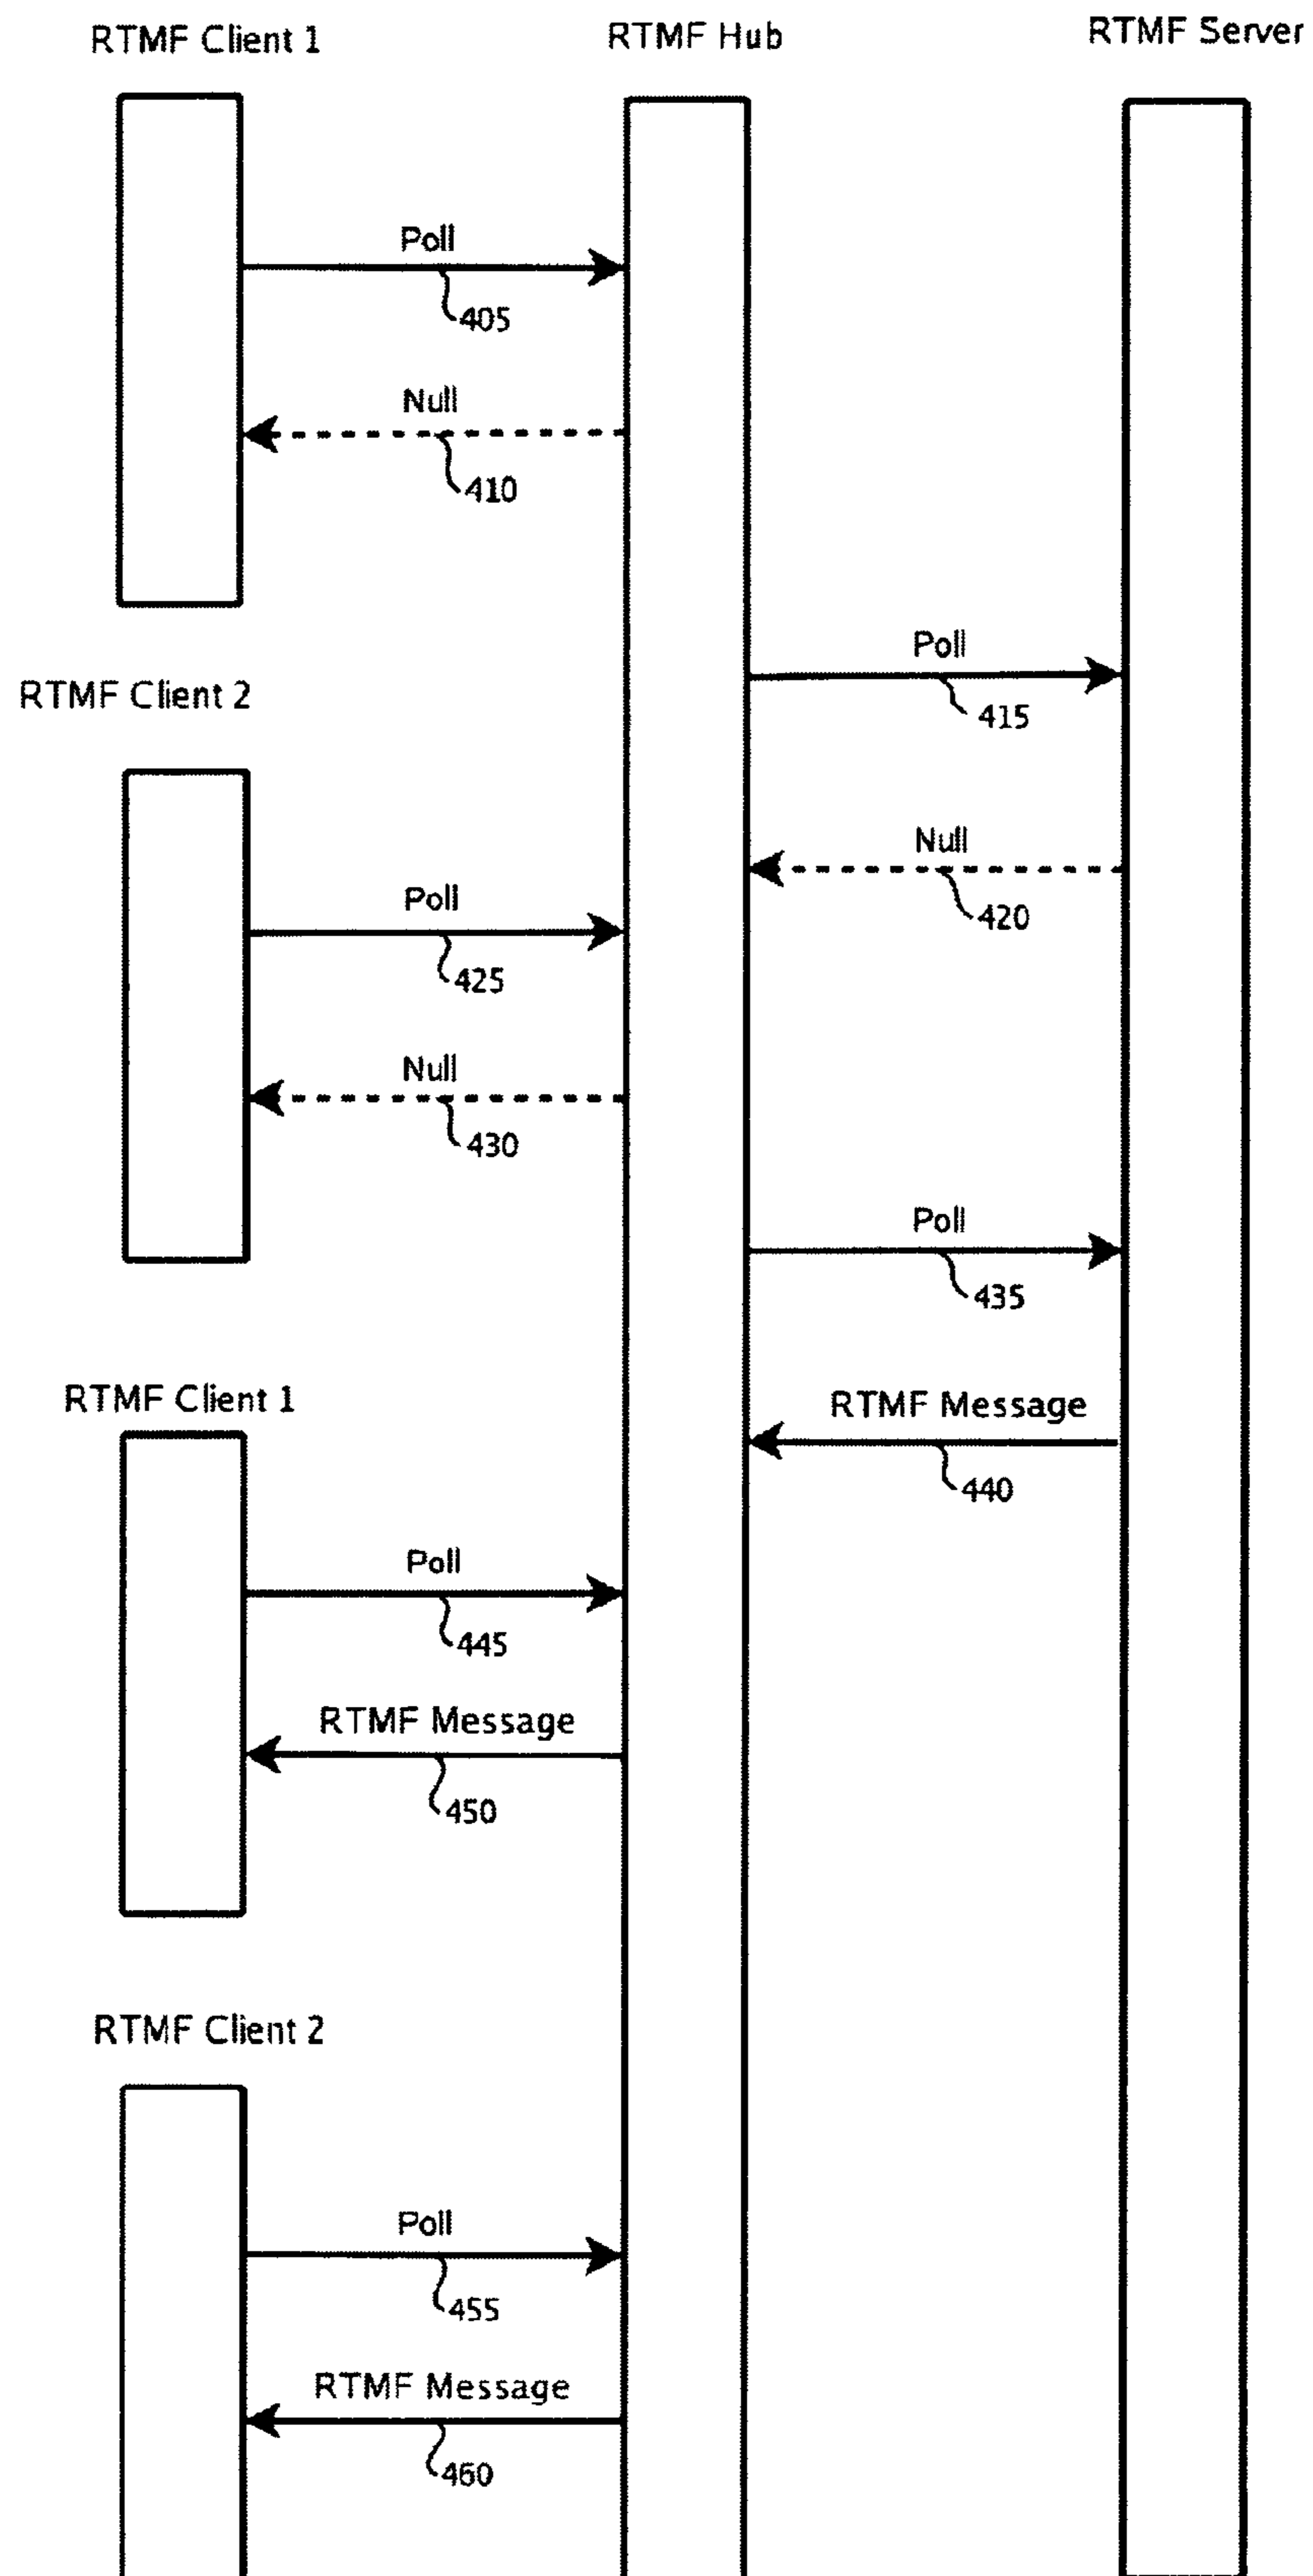 RTMF Client 1
RTMF Hub
RTMF Server
Poll
405
Null
410
Poll
415
RTMF Client 2
Null
420
Poll
425
Null
430
Poll
435
RTMF Client 1
RTMF Message
440
Poll
445
RTMF Message
450
RTMF Client 2
Poll
455
RTMF Message
460